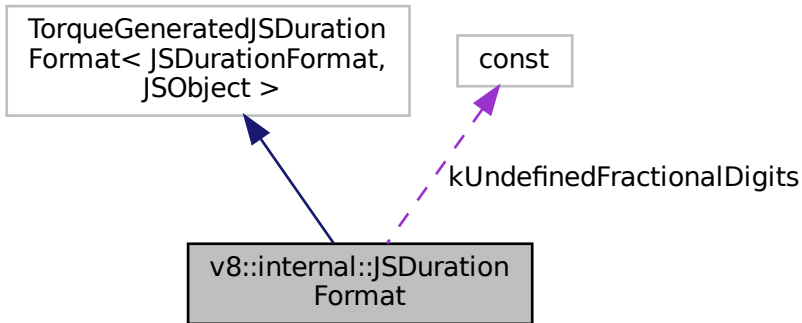 TorqueGeneratedJSDuration
Format< JSDurationFormat,
JSObject >
const
kUndefinedFractionalDigits
v8::internal::JSDuration
Format